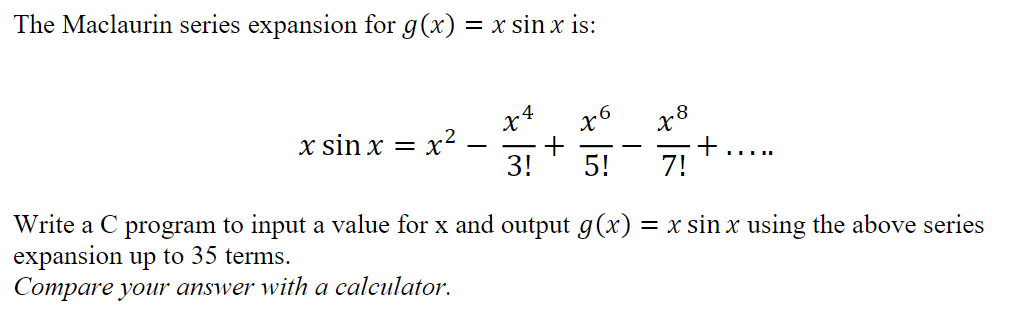 The Maclaurin series expansion for g(x) = x sin x is:
x sin x = x² − x⁴/3! + x⁶/5! − x⁸/7! + .....
Write a C program to input a value for x and output g(x) = x sin x using the above series
expansion up to 35 terms.
Compare your answer with a calculator.